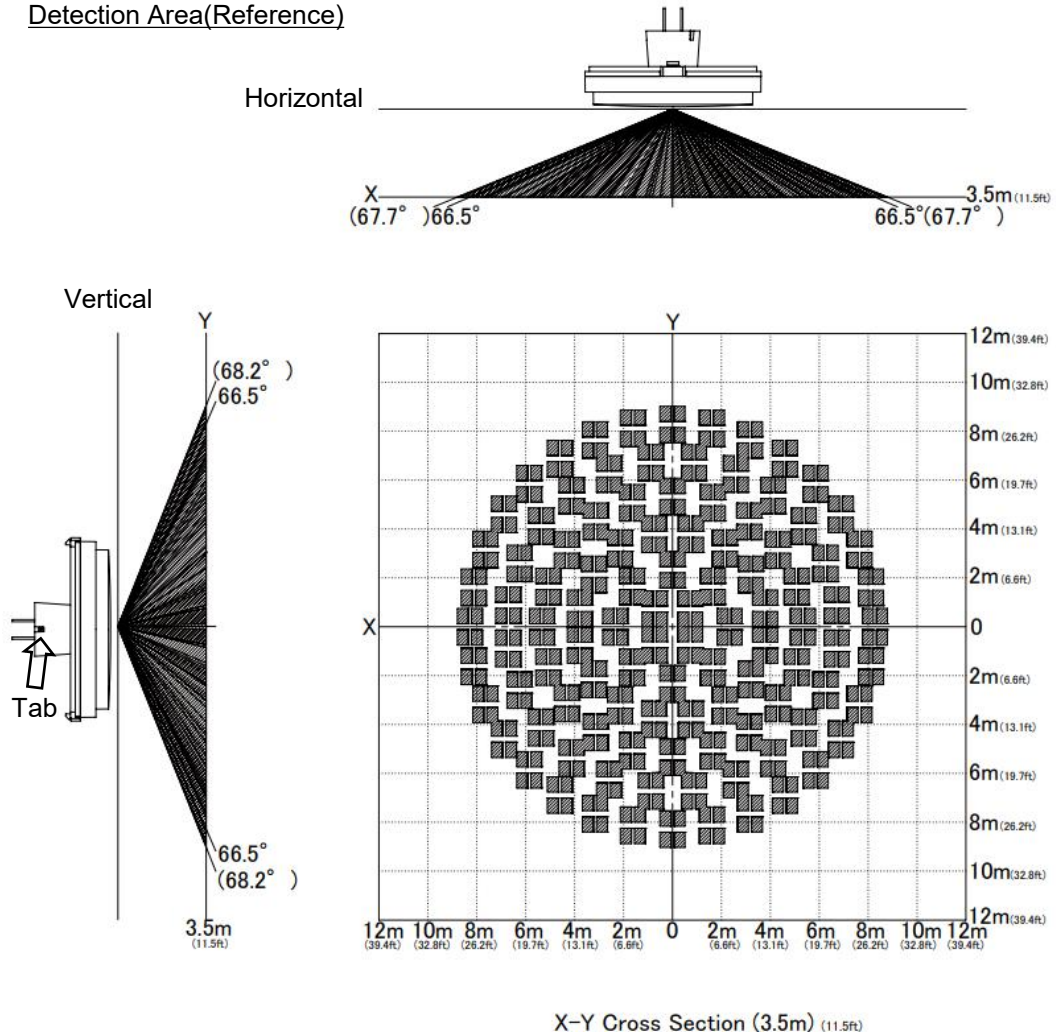 Detection Area(Reference)
Horizontal
X
3.5m(11.5ft)
(67.7° )66.5°
66.5°(67.7° )
Vertical
Y
(68.2° )
66.5°
Tab
66.5°
(68.2° )
3.5m
(11.5ft)
Y
12m(39.4ft)
10m(32.8ft)
8m(26.2ft)
6m(19.7ft)
4m(13.1ft)
2m(6.6ft)
X
0
2m(6.6ft)
4m(13.1ft)
6m(19.7ft)
8m(26.2ft)
10m(32.8ft)
12m(39.4ft)
12m 10m 8m 6m 4m 2m 0 2m 4m 6m 8m 10m 12m
(39.4ft) (32.8ft) (26.2ft) (19.7ft) (13.1ft) (6.6ft) (6.6ft) (13.1ft) (19.7ft) (26.2ft) (32.8ft) (39.4ft)
X-Y Cross Section (3.5m) (11.5ft)